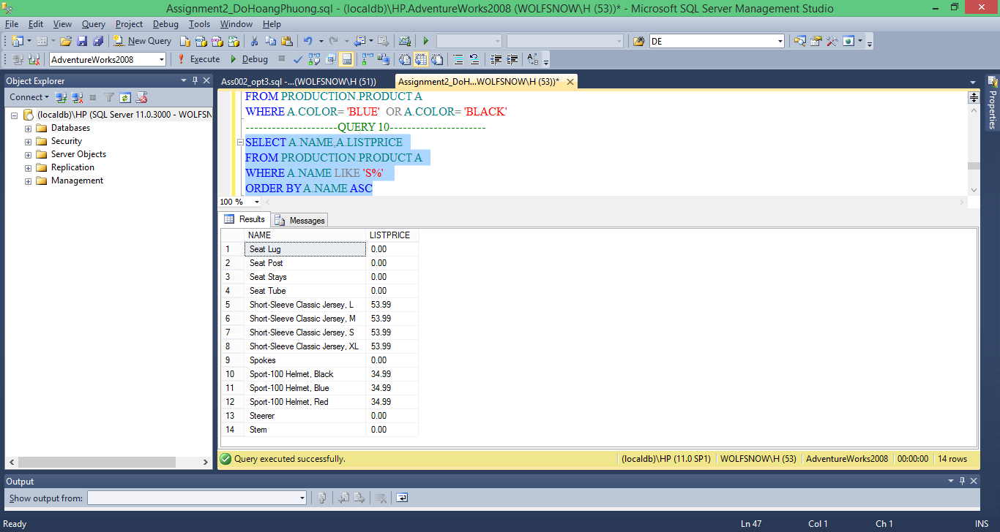 Assignment2_DoHoangPhuong.sql - (localdb)\HP.AdventureWorks2008 (WOLFSNOW\H (53))* - Microsoft SQL Server Management Studio
File Edit View Query Project Debug Tools Window Help
New Query DE
AdventureWorks2008 Execute Debug
Object Explorer
Connect
(localdb)\HP (SQL Server 11.0.3000 - WOLFSN
Databases
Security
Server Objects
Replication
Management
Ass002_opt3.sql -...(WOLFSNOW\H (51)) Assignment2_DoH...WOLFSNOW\H (53))*
Properties
FROM PRODUCTION.PRODUCT A
WHERE A.COLOR= 'BLUE' OR A.COLOR= 'BLACK'
---------------------QUERY 10----------------------
SELECT A.NAME,A.LISTPRICE
FROM PRODUCTION.PRODUCT A
WHERE A.NAME LIKE 'S%'
ORDER BY A.NAME ASC
100 %
Results Messages
NAME LISTPRICE
1 Seat Lug 0.00
2 Seat Post 0.00
3 Seat Stays 0.00
4 Seat Tube 0.00
5 Short-Sleeve Classic Jersey, L 53.99
6 Short-Sleeve Classic Jersey, M 53.99
7 Short-Sleeve Classic Jersey, S 53.99
8 Short-Sleeve Classic Jersey, XL 53.99
9 Spokes 0.00
10 Sport-100 Helmet, Black 34.99
11 Sport-100 Helmet, Blue 34.99
12 Sport-100 Helmet, Red 34.99
13 Steerer 0.00
14 Stem 0.00
Query executed successfully. (localdb)\HP (11.0 SP1) WOLFSNOW\H (53) AdventureWorks2008 00:00:00 14 rows
Output
Show output from:
Ready Ln 47 Col 1 Ch 1 INS